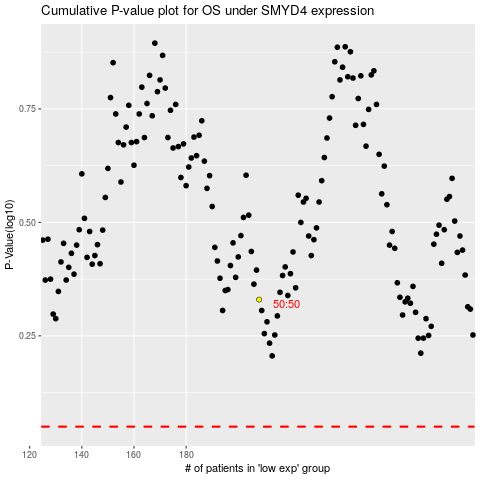 Cumulative P-value plot for OS under SMYD4 expression
P-Value(log10)
0.75
0.50
0.25
50:50
120 140 160 180
# of patients in 'low exp' group